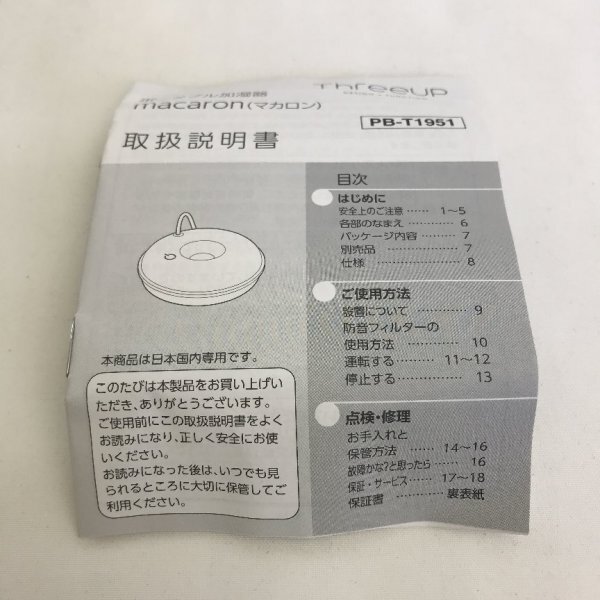 加湿器
macaron(マカロン)
取扱説明書
Threeup
PB-T1951
本商品は日本国内専用です。
このたびは本製品をお買い上げい
ただき、ありがとうございます。
ご使用前にこの取扱説明書をよく
お読みになり、正しく安全にお使
いください。
お読みになった後は、いつでも見
られるところに大切に保管してご
利用ください。
目次
はじめに
安全上のご注意 …… 1～5
各部のなまえ ………… 6
パッケージ内容 ……… 7
別売品 ………………… 7
仕様 …………………… 8
ご使用方法
設置について ………… 9
防音フィルターの
使用方法 …………… 10
運転する ……… 11～12
停止する …………… 13
点検・修理
お手入れと
保管方法 …… 14～16
故障かな?と思ったら …… 16
保証・サービス …… 17～18
保証書 ………… 裏表紙